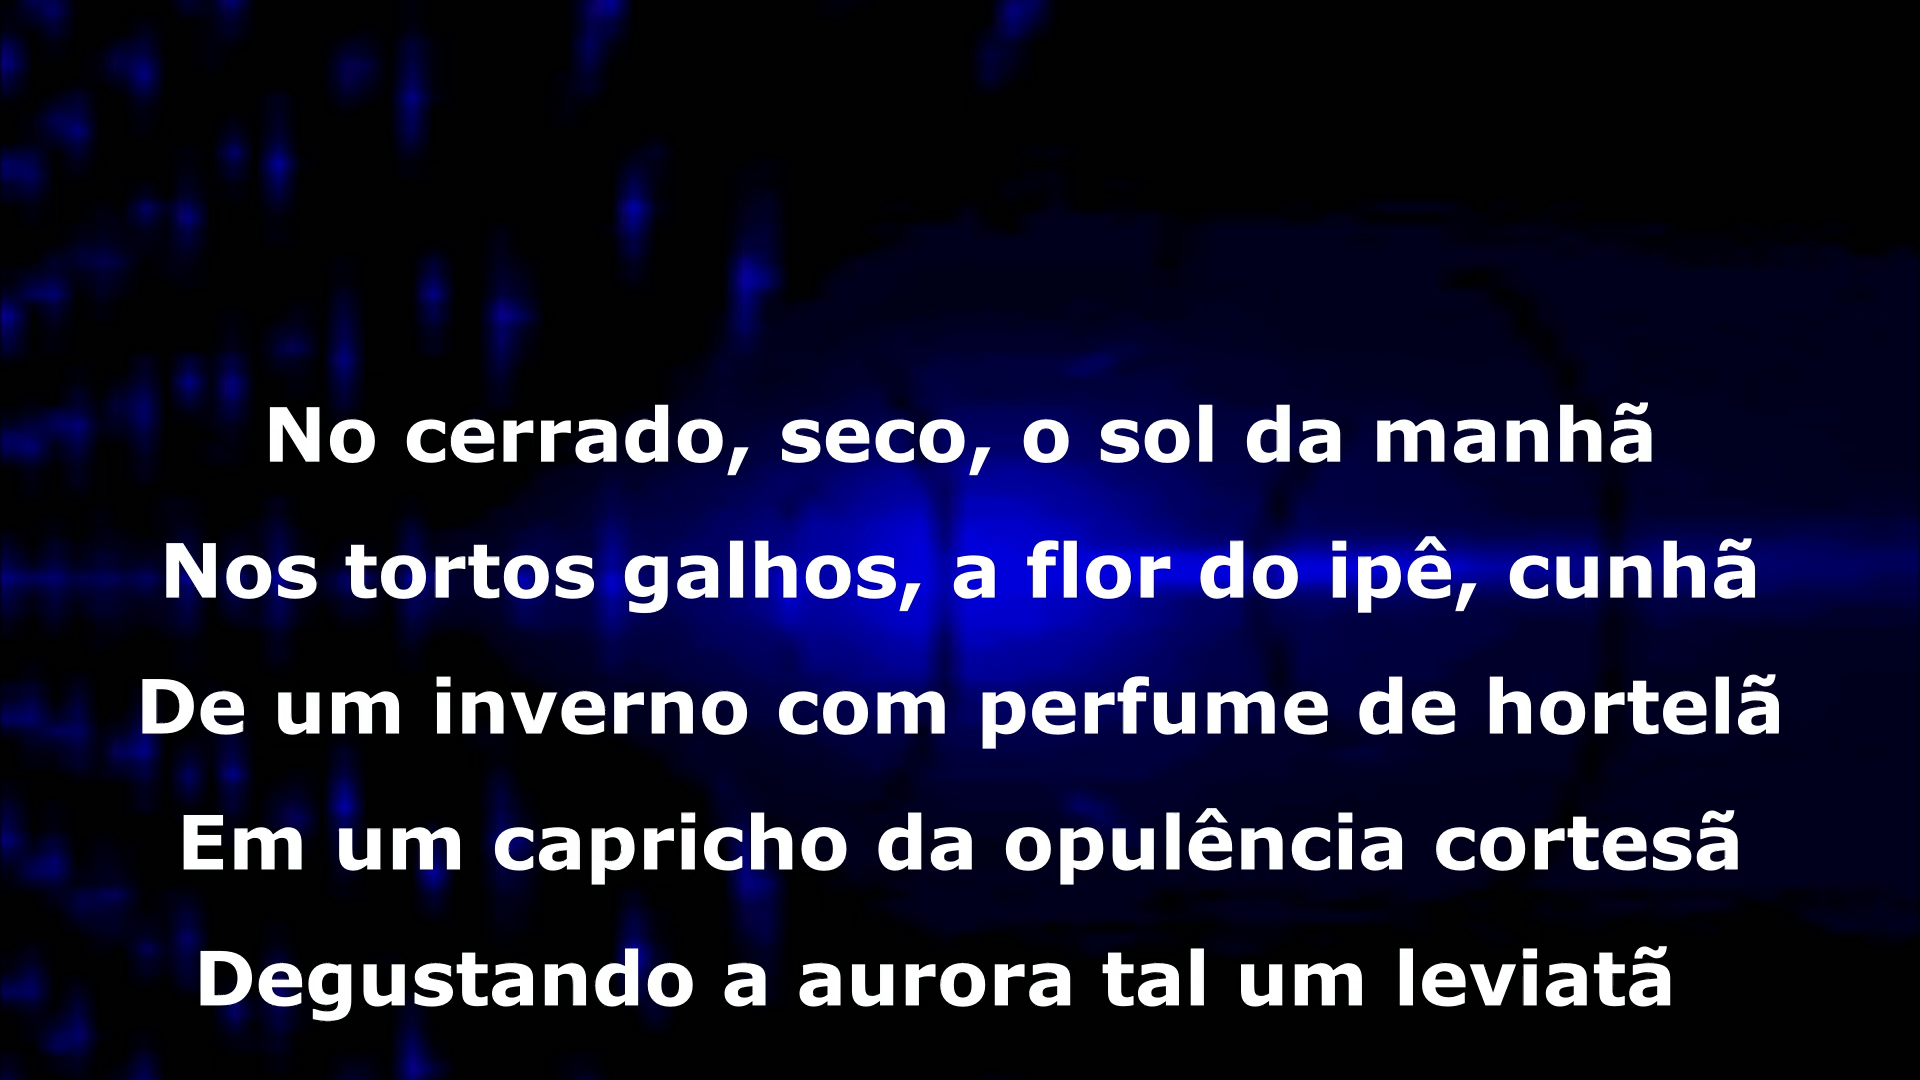 No cerrado, seco, o sol da manhã
Nos tortos galhos, a flor do ipê, cunhã
De um inverno com perfume de hortelã
Em um capricho da opulência cortesã
Degustando a aurora tal um leviatã